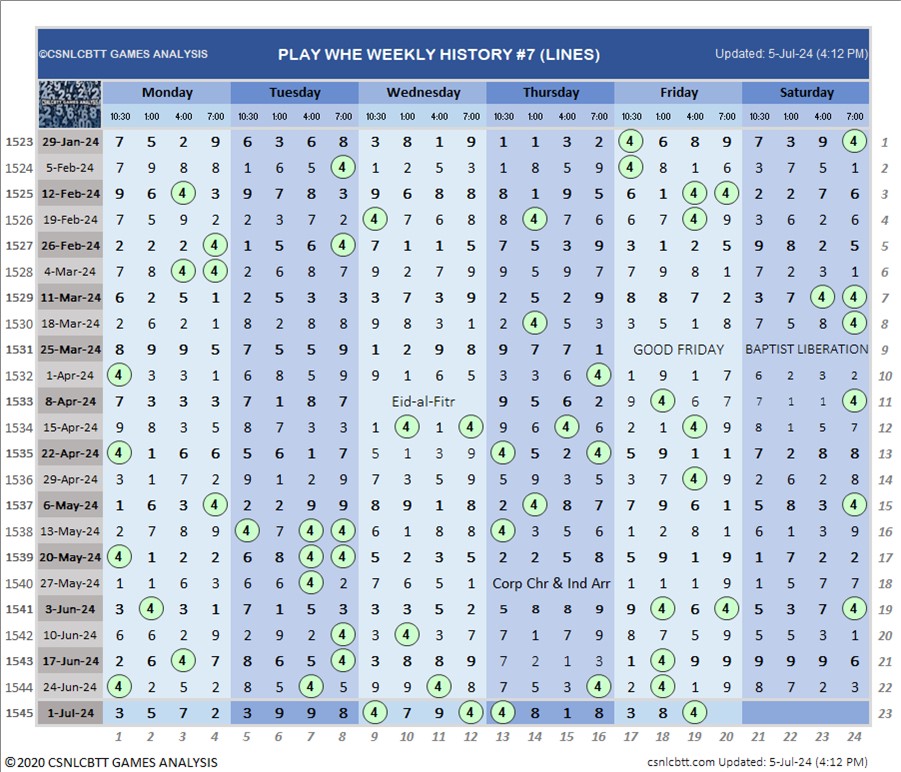 ©CSNLCBTT GAMES ANALYSIS PLAY WHE WEEKLY HISTORY #7 (LINES) Updated: 5-Jul-24 (4:12 PM)
Monday Tuesday Wednesday Thursday Friday Saturday
10:30 1:00 4:00 7:00 10:30 1:00 4:00 7:00 10:30 1:00 4:00 7:00 10:30 1:00 4:00 7:00 10:30 1:00 4:00 7:00 10:30 1:00 4:00 7:00
1523 29-Jan-24 7 5 2 9 6 3 6 8 3 8 1 9 1 1 3 2 4 6 8 9 7 3 9 4 1
1524 5-Feb-24 7 9 8 8 1 6 5 4 1 2 5 3 1 8 5 9 4 8 1 6 3 7 5 1 2
1525 12-Feb-24 9 6 4 3 9 7 8 3 9 6 8 8 8 1 9 5 6 1 4 4 2 2 7 6 3
1526 19-Feb-24 7 5 9 2 2 3 7 2 4 9 6 7 8 4 7 6 6 7 4 9 3 6 2 6 4
1527 26-Feb-24 2 2 2 4 1 5 6 4 7 1 1 5 7 5 3 9 3 1 2 5 9 8 2 5 5
1528 4-Mar-24 7 8 4 4 2 6 8 7 9 2 7 9 9 5 9 7 7 9 8 1 7 2 3 1 6
1529 11-Mar-24 6 2 5 1 2 5 3 3 3 7 3 9 2 5 2 9 8 8 7 2 3 7 4 4 7
1530 18-Mar-24 2 6 2 1 8 2 8 8 9 8 3 1 2 4 5 3 3 5 1 8 7 5 8 4 8
1531 25-Mar-24 8 9 9 5 7 5 5 9 1 2 9 8 9 7 7 1 GOOD FRIDAY BAPTIST LIBERATION 9
1532 1-Apr-24 4 3 3 1 6 8 5 9 9 1 6 5 3 3 6 4 1 9 1 7 6 2 3 2 10
1533 8-Apr-24 7 3 3 3 7 1 8 7 Eid-al-Fitr 9 5 6 2 9 4 6 7 7 1 1 4 11
1534 15-Apr-24 9 8 3 5 8 7 3 3 1 4 1 4 9 6 4 6 2 1 4 9 8 1 5 7 12
1535 22-Apr-24 4 1 6 6 5 6 1 7 5 1 3 9 4 5 2 4 5 9 1 1 7 2 8 8 13
1536 29-Apr-24 3 1 7 2 9 1 2 9 7 3 5 9 5 9 3 5 3 7 4 9 2 6 2 8 14
1537 6-May-24 1 6 3 4 2 2 9 9 8 9 1 8 2 4 8 7 7 9 6 1 5 8 3 4 15
1538 13-May-24 2 7 8 9 4 7 4 4 6 1 8 8 4 3 5 6 1 2 8 1 6 1 3 9 16
1539 20-May-24 4 1 2 2 6 8 4 4 5 2 3 5 2 2 5 8 5 9 1 9 1 7 2 2 17
1540 27-May-24 1 1 6 3 6 6 4 2 7 6 5 1 Corp Chr & Ind Arr 1 1 1 9 1 5 7 7 18
1541 3-Jun-24 3 4 3 1 7 1 5 3 3 3 5 2 5 8 8 9 9 4 6 4 5 3 7 4 19
1542 10-Jun-24 6 6 2 9 2 9 2 4 3 4 9 2 7 1 7 9 8 7 5 9 5 5 3 1 20
1543 17-Jun-24 2 6 4 7 8 6 5 4 3 8 8 9 7 2 1 3 1 4 9 9 9 9 9 6 21
1544 24-Jun-24 4 2 5 2 8 5 4 5 9 9 4 8 7 5 3 4 2 4 1 9 8 7 2 3 22
1545 1-Jul-24 3 5 7 2 3 9 9 8 4 7 9 4 4 8 1 8 3 8 4 23
1 2 3 4 5 6 7 8 9 10 11 12 13 14 15 16 17 18 19 20 21 22 23 24
©2020 CSNLCBTT GAMES ANALYSIS csnlcbtt.com Updated: 5-Jul-24 (4:12 PM)